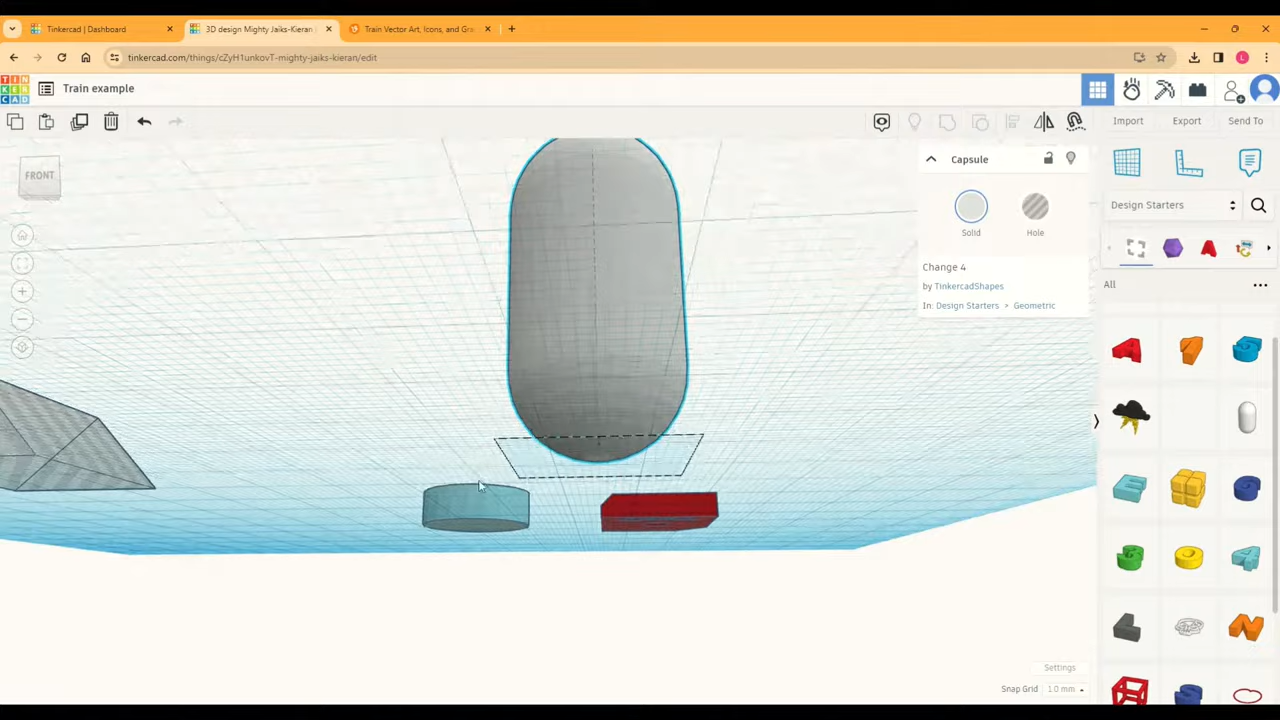 Tinkercad | Dashboard
3D design Mighty Jaiks-Kieran
Train Vector Art, Icons, and Gra
tinkercad.com/things/cZyH1unkovT-mighty-jaiks-kieran/edit
L
TIN
KER
CAD
Train example
Import
Export
Send To
FRONT
Capsule
Solid
Hole
Design Starters
Change 4
by TinkercadShapes
In: Design Starters > Geometric
All
Settings
Snap Grid 1.0 mm